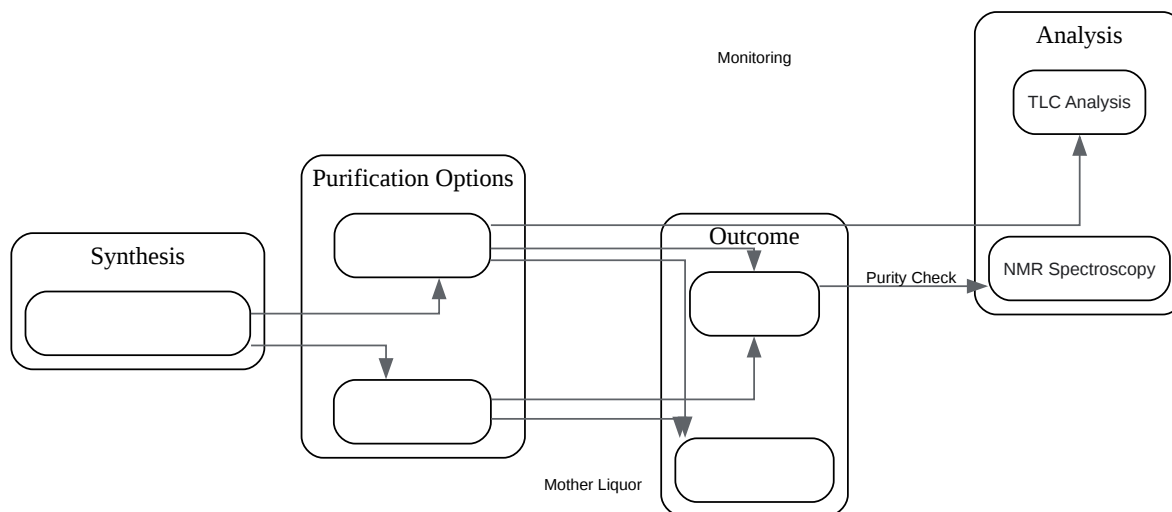 Monitoring
Analysis
TLC Analysis
Purification Options
Synthesis
Outcome
NMR Spectroscopy
Purity Check
Mother Liquor